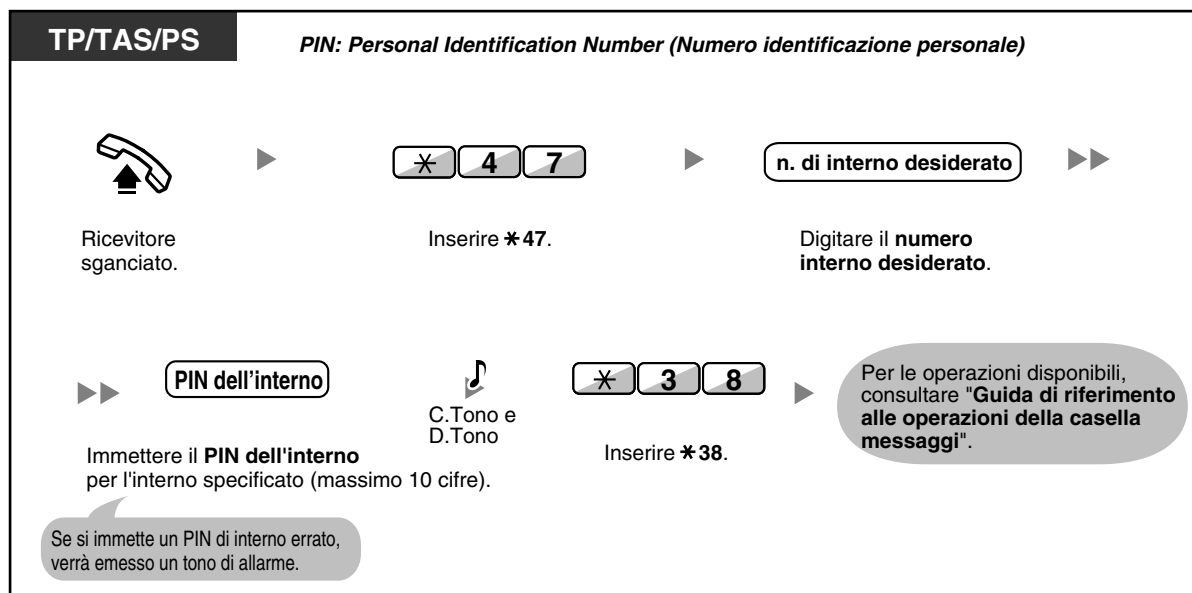 TP/TAS/PS
PIN: Personal Identification Number (Numero identificazione personale)
* 4 7
n. di interno desiderato
Ricevitore
sganciato.
Inserire *47.
Digitare il numero
interno desiderato.
PIN dell'interno
C.Tono e
D.Tono
* 3 8
Immettere il PIN dell'interno
per l'interno specificato (massimo 10 cifre).
Inserire *38.
Per le operazioni disponibili,
consultare "Guida di riferimento
alle operazioni della casella
messaggi".
Se si immette un PIN di interno errato,
verrà emesso un tono di allarme.